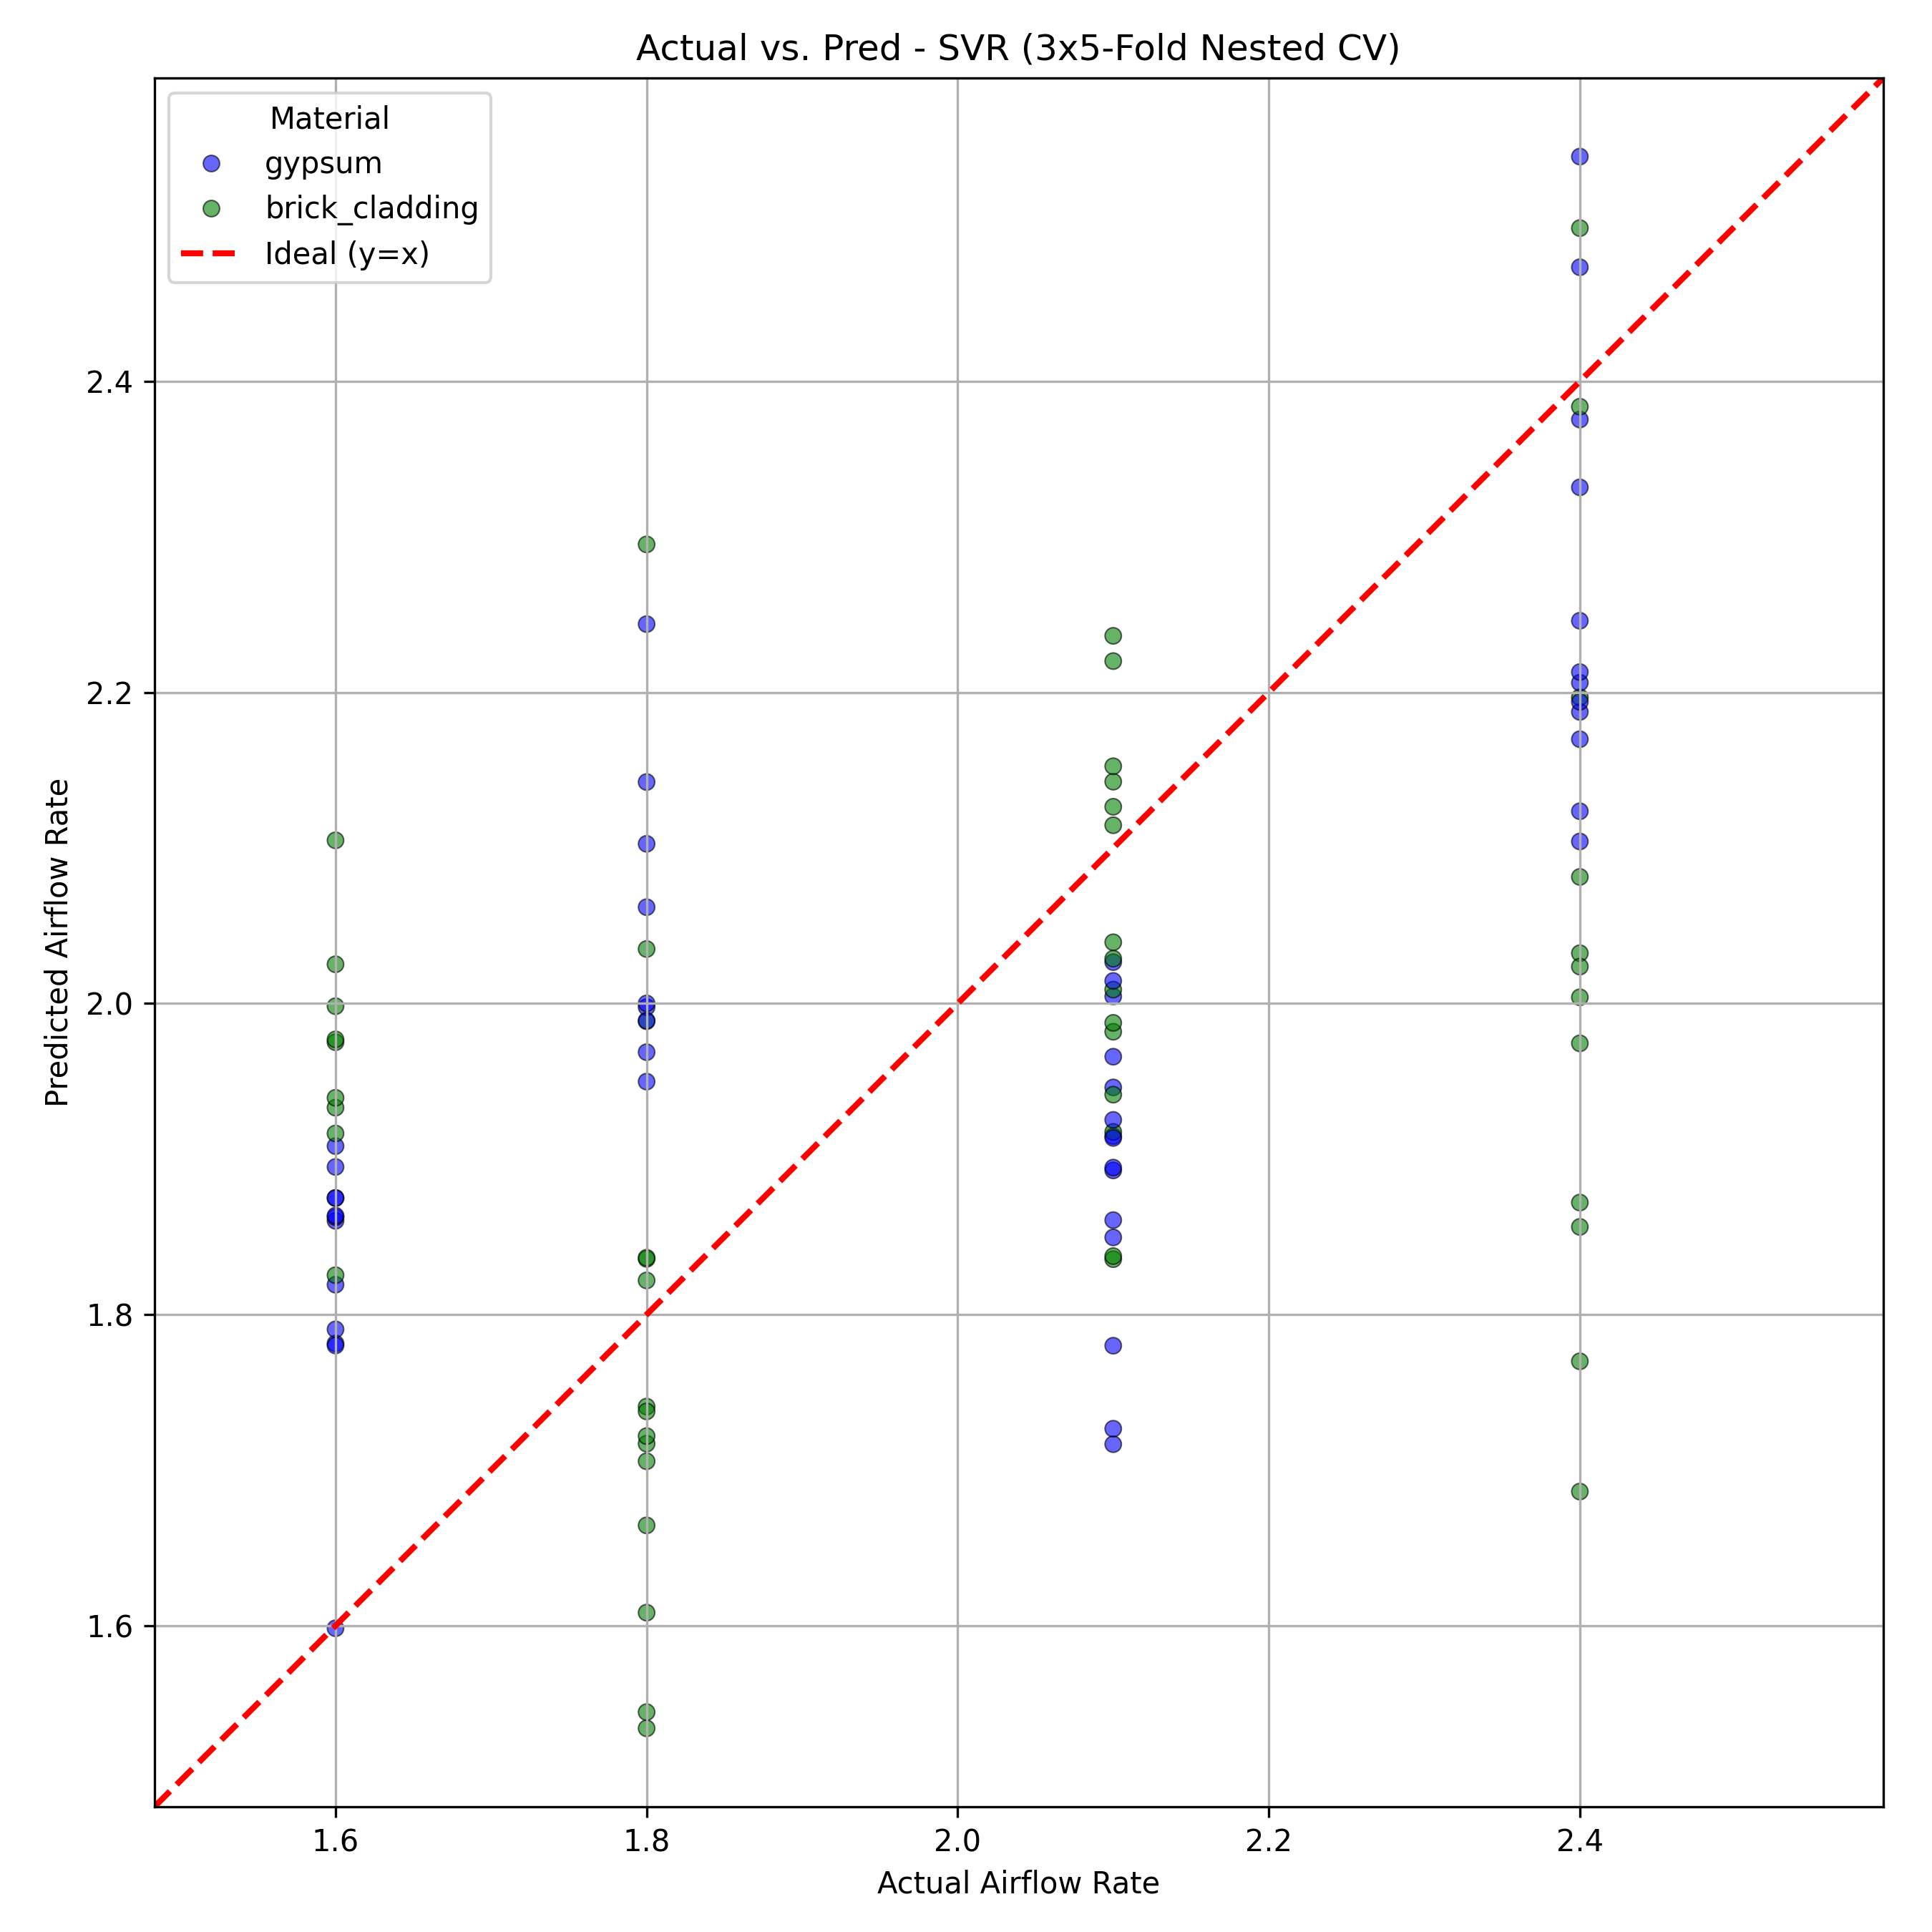 Actual vs. Pred - SVR (3x5-Fold Nested CV)
Material
gypsum
brick_cladding
Ideal (y=x)
2.4
2.2
2.0
1.8
1.6
Predicted Airflow Rate
1.6 1.8 2.0 2.2 2.4
Actual Airflow Rate